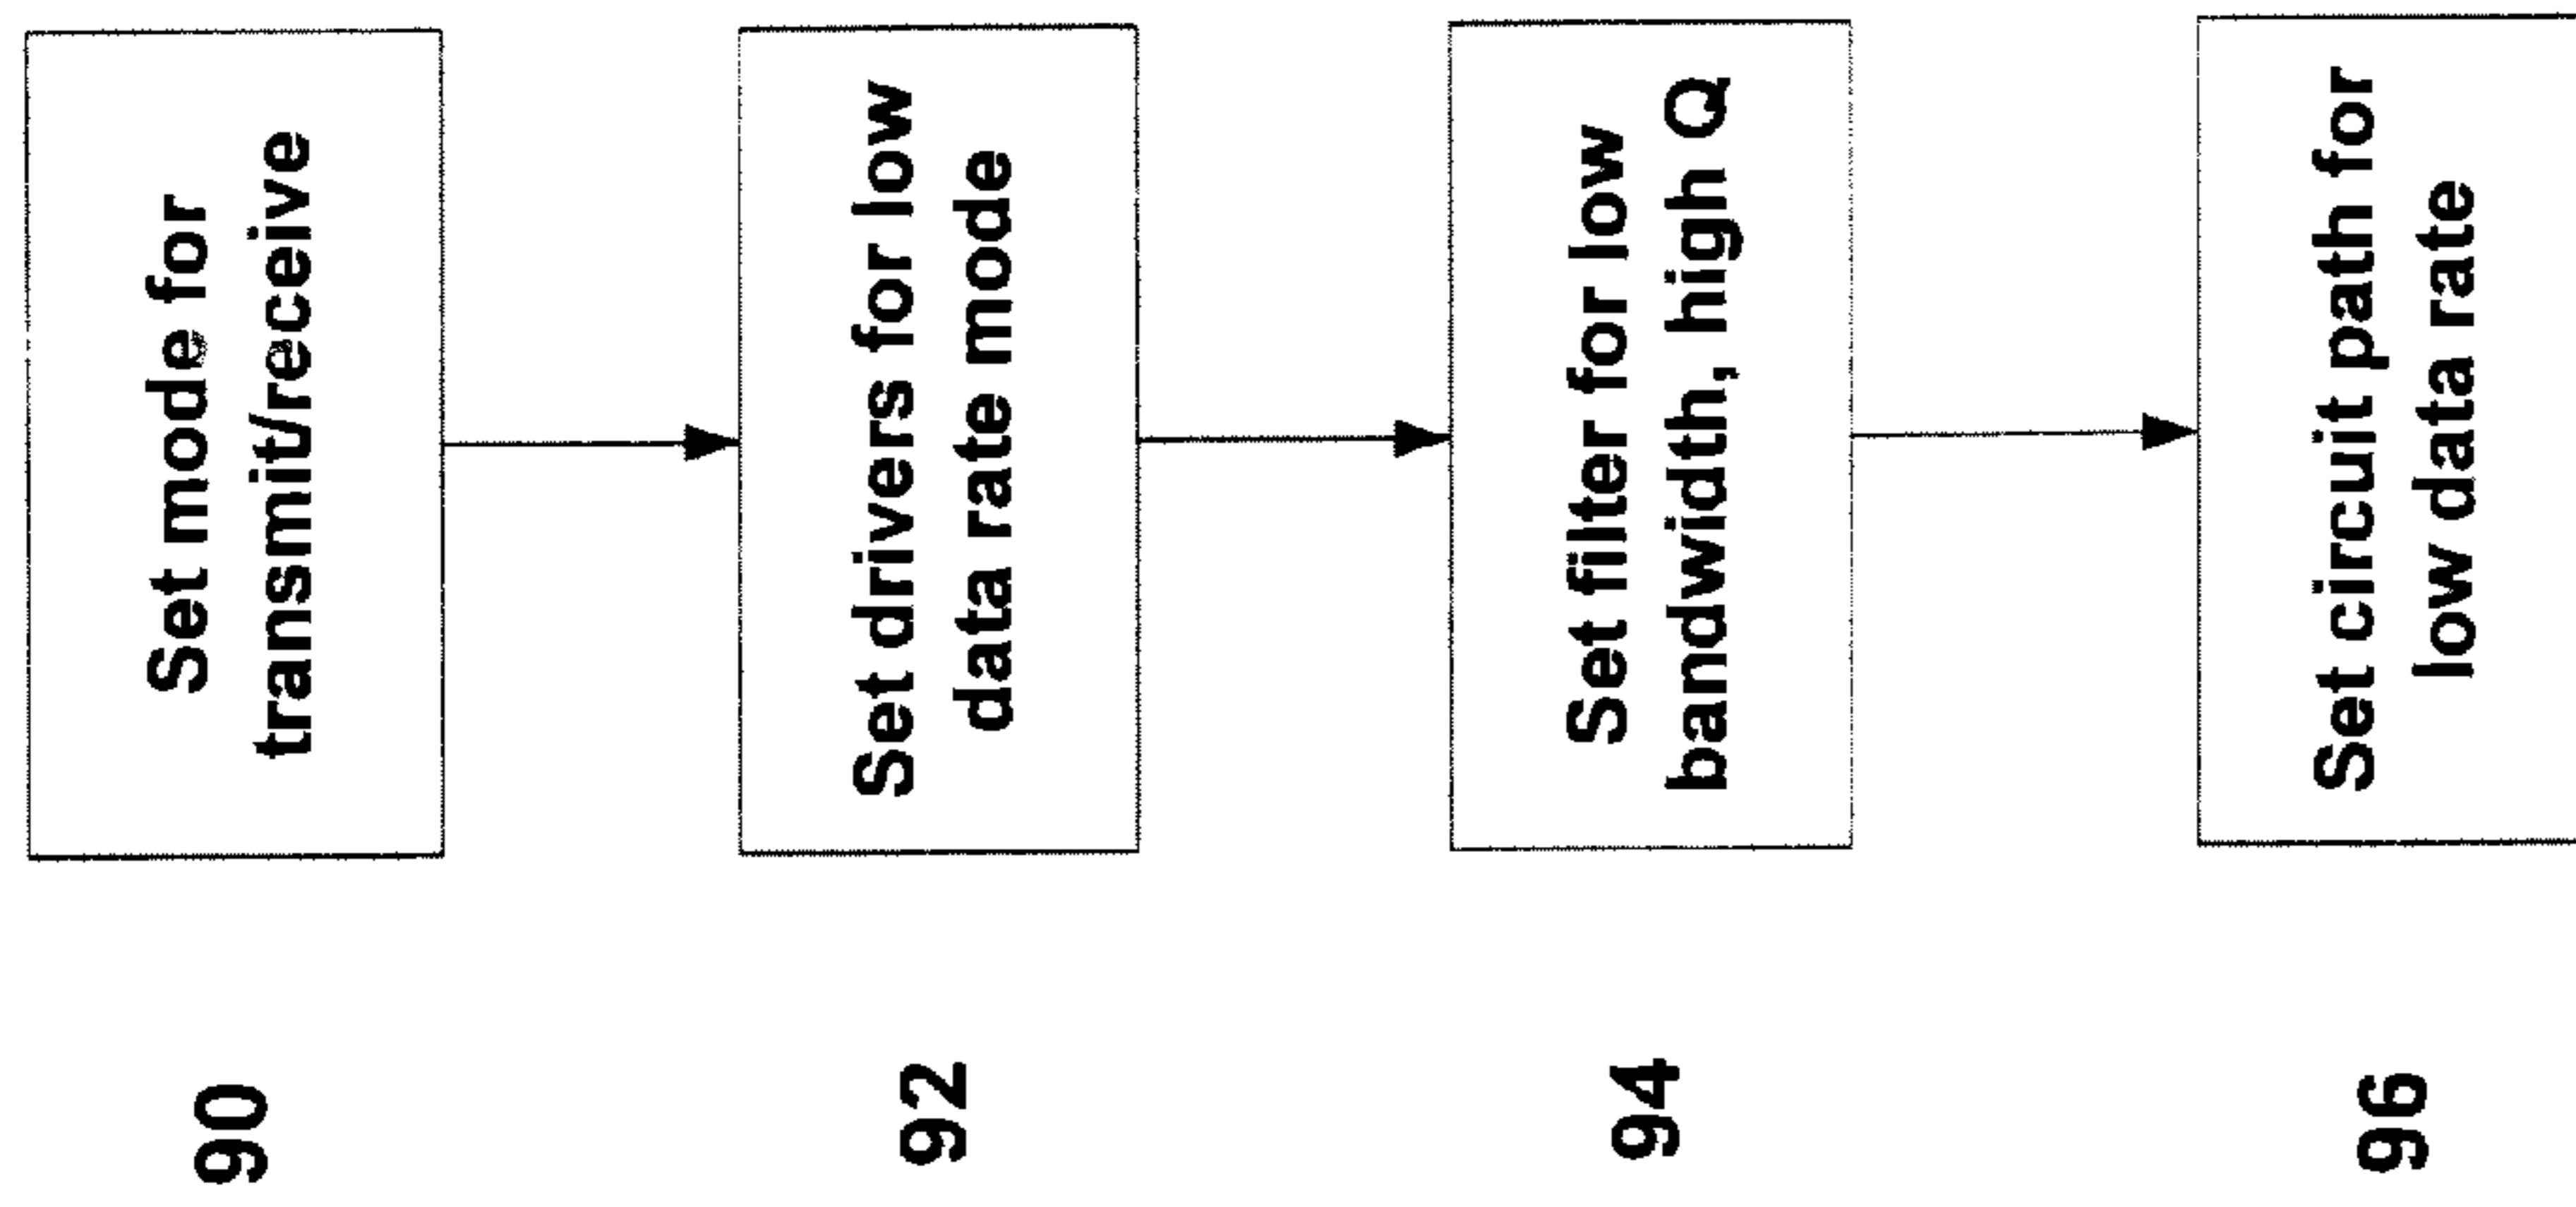 90
Set mode for
transmit/receive
92
Set drivers for low
data rate mode
94
Set filter for low
bandwidth, high Q
96
Set circuit path for
low data rate